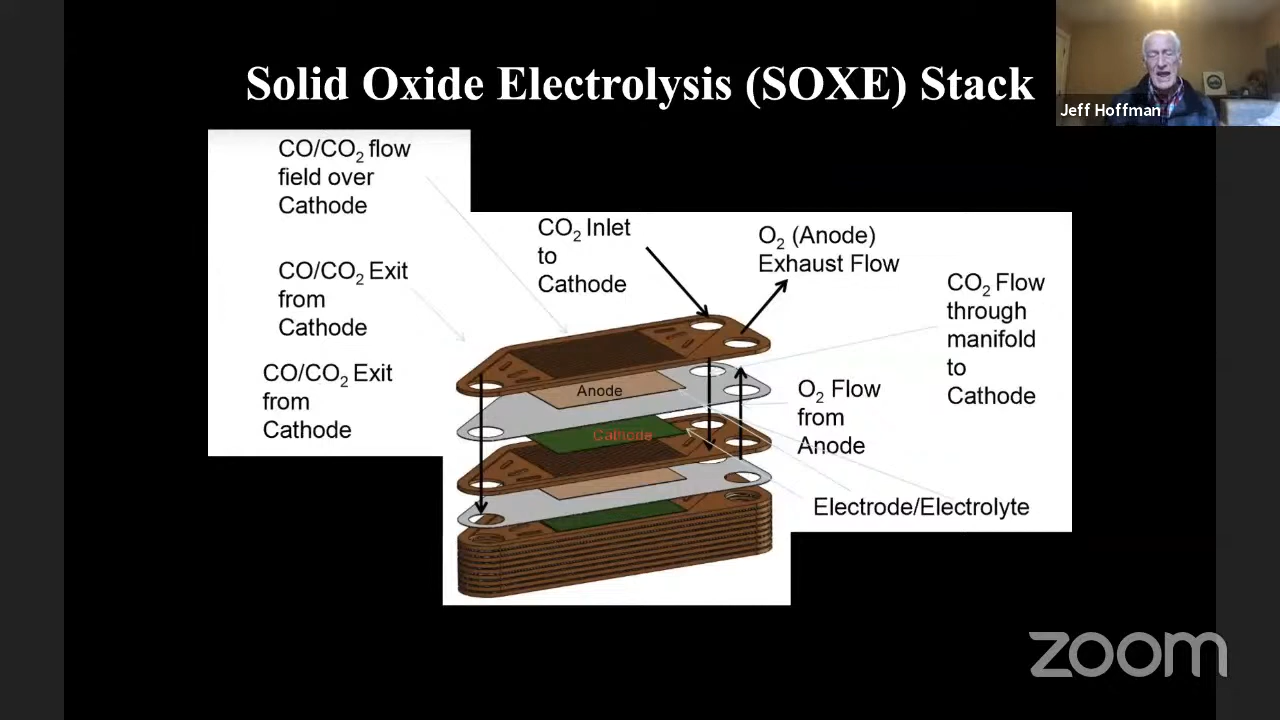 Solid Oxide Electrolysis (SOXE) Stack
Jeff Hoffman
CO/CO₂ flow
field over
Cathode
CO/CO₂ Exit
from
Cathode
CO/CO₂ Exit
from
Cathode
CO₂ Inlet
to
Cathode
O₂ (Anode)
Exhaust Flow
CO₂ Flow
through
manifold
to
Cathode
O₂ Flow
from
Anode
Electrode/Electrolyte
Anode
Cathode
zoom